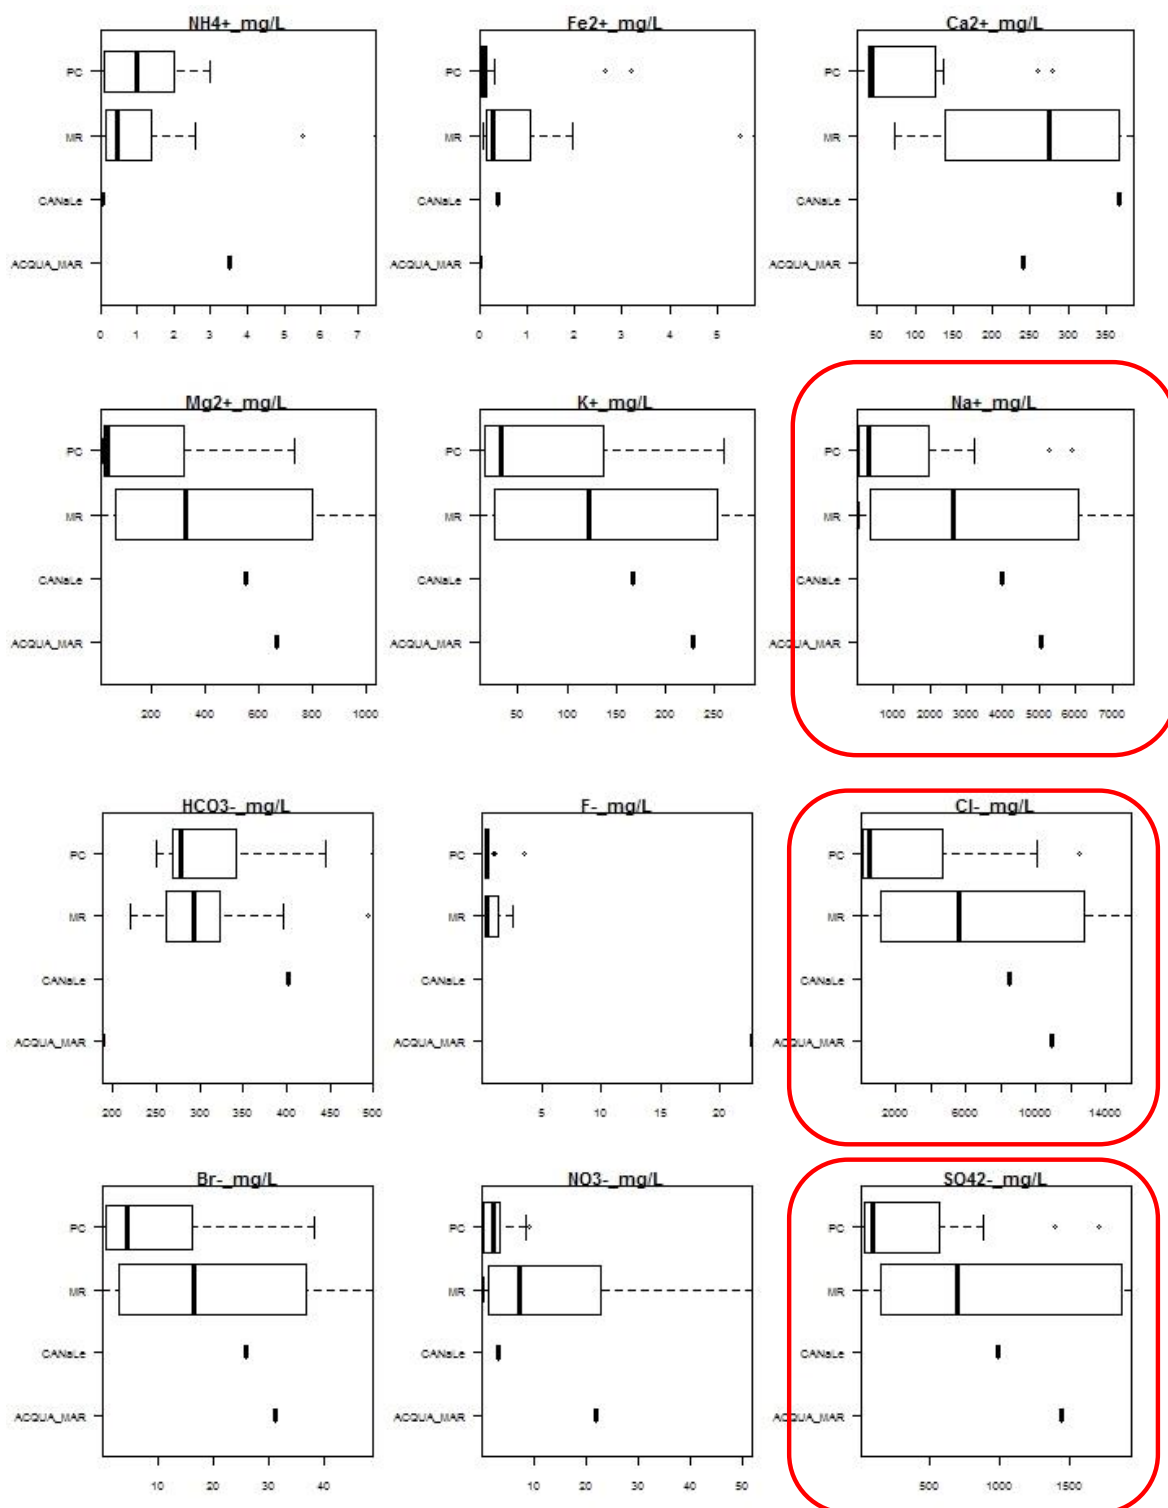 NH4+_mg/L
PC
MR
CANaLe
ACQUA_MAR
0 1 2 3 4 5 6 7
Fe2+_mg/L
0 1 2 3 4 5
Ca2+_mg/L
PC
MR
CANaLe
ACQUA_MAR
50 100 150 200 250 300 350
Mg2+_mg/L
PC
MR
CANaLe
ACQUA_MAR
200 400 600 800 1000
K+_mg/L
PC
MR
CANaLe
ACQUA_MAR
50 100 150 200 250
Na+_mg/L
PC
MR
CANaLe
ACQUA_MAR
1000 2000 3000 4000 5000 6000 7000
HCO3-_mg/L
PC
MR
CANaLe
ACQUA_MAR
200 250 300 350 400 450 500
F-_mg/L
PC
MR
CANaLe
ACQUA_MAR
5 10 15 20
Cl-_mg/L
PC
MR
CANaLe
ACQUA_MAR
2000 6000 10000 14000
Br-_mg/L
PC
MR
CANaLe
ACQUA_MAR
10 20 30 40
NO3-_mg/L
PC
MR
CANaLe
ACQUA_MAR
10 20 30 40 50
SO42-_mg/L
PC
MR
CANaLe
ACQUA_MAR
500 1000 1500